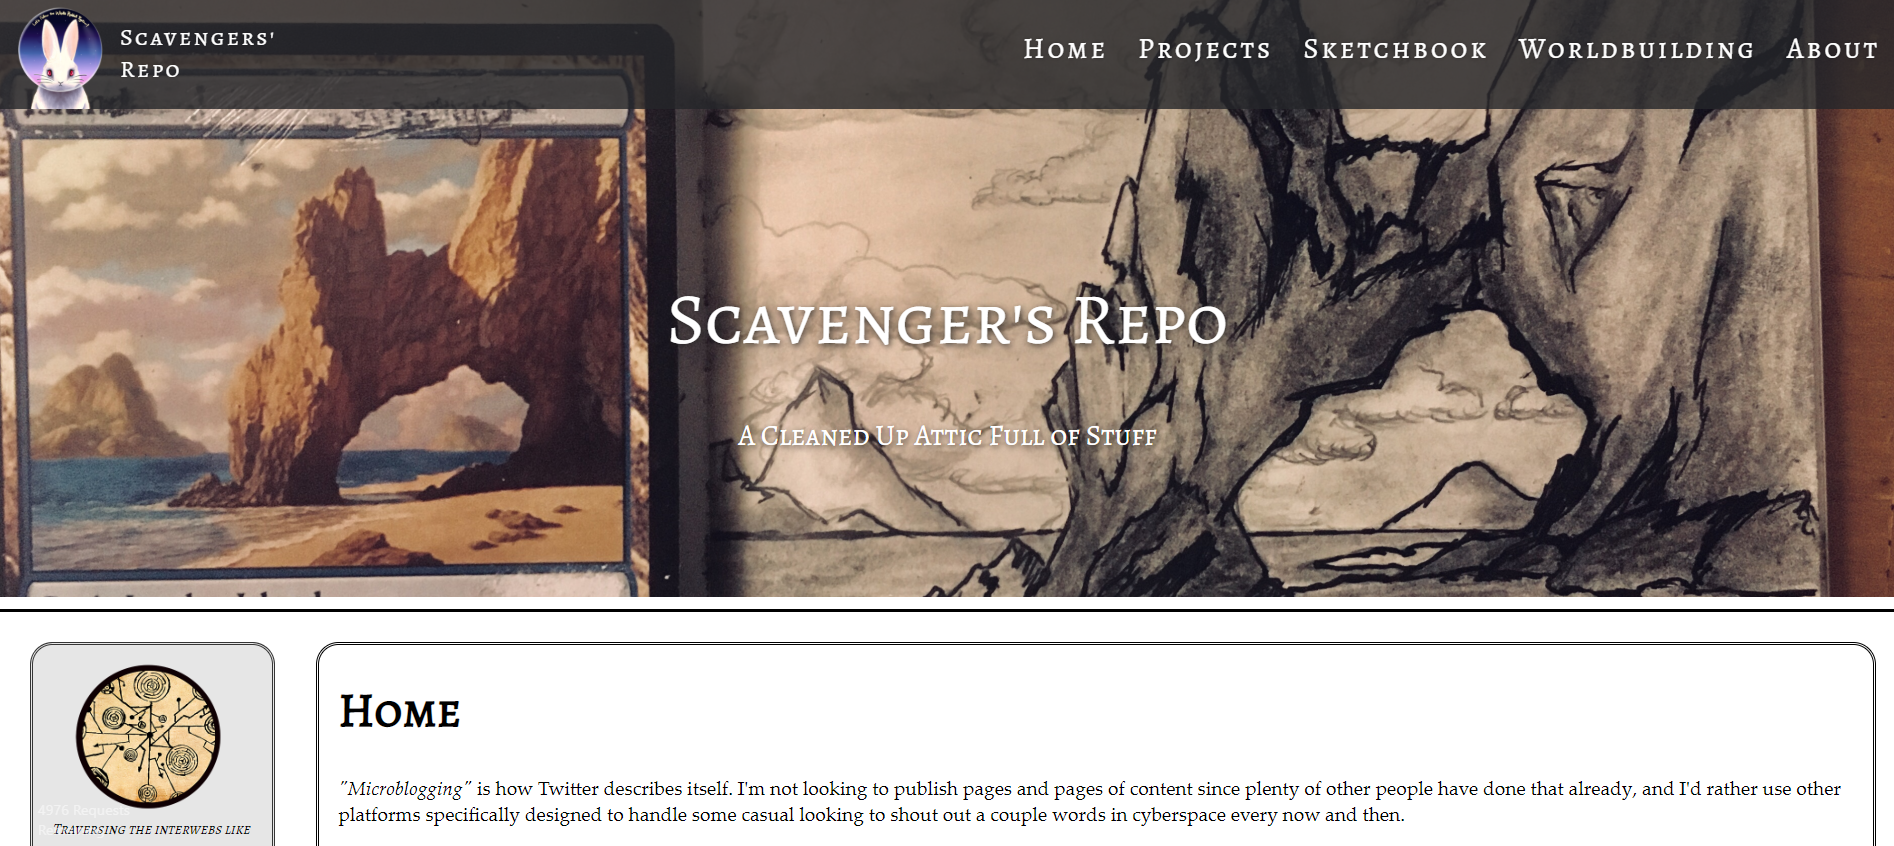 Scavengers'
Repo
Home Projects Sketchbook Worldbuilding About
Scavenger's Repo
A Cleaned Up Attic Full of Stuff
Home
"Microblogging" is how Twitter describes itself. I'm not looking to publish pages and pages of content since plenty of other people have done that already, and I'd rather use other
platforms specifically designed to handle some casual looking to shout out a couple words in cyberspace every now and then.
4976 Requests
Traversing the interwebs like